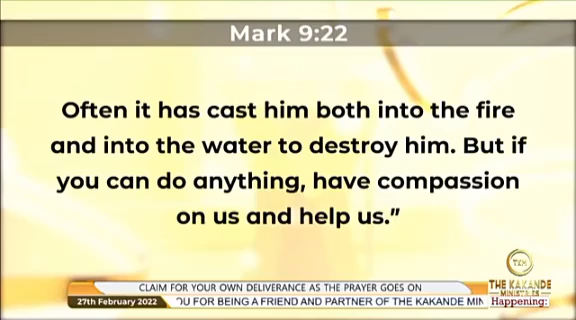 Mark 9:22
Often it has cast him both into the fire
and into the water to destroy him. But if
you can do anything, have compassion
on us and help us.”
CLAIM FOR YOUR OWN DELIVERANCE AS THE PRAYER GOES ON
THE KAKANDE
MINISTRIES
27th February 2022
OU FOR BEING A FRIEND AND PARTNER OF THE KAKANDE MIN
Happening: